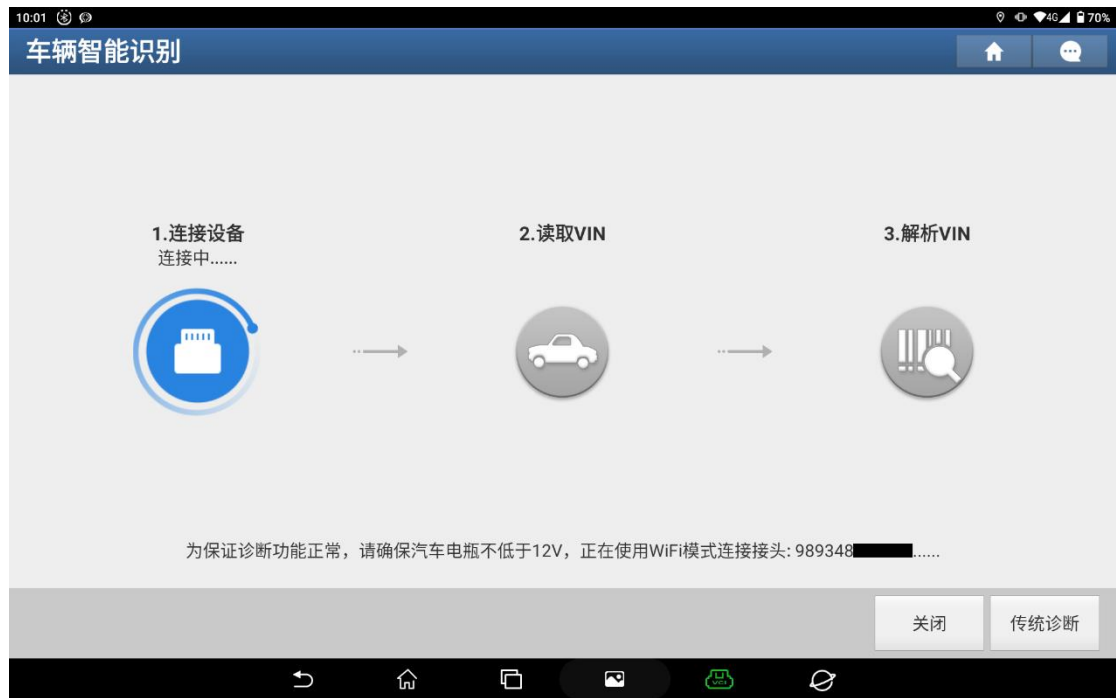 10:01
4G 70%
车辆智能识别
1.连接设备
连接中......
2.读取VIN
3.解析VIN
为保证诊断功能正常，请确保汽车电瓶不低于12V，正在使用WiFi模式连接接头: 989348 ......
关闭
传统诊断
VCI